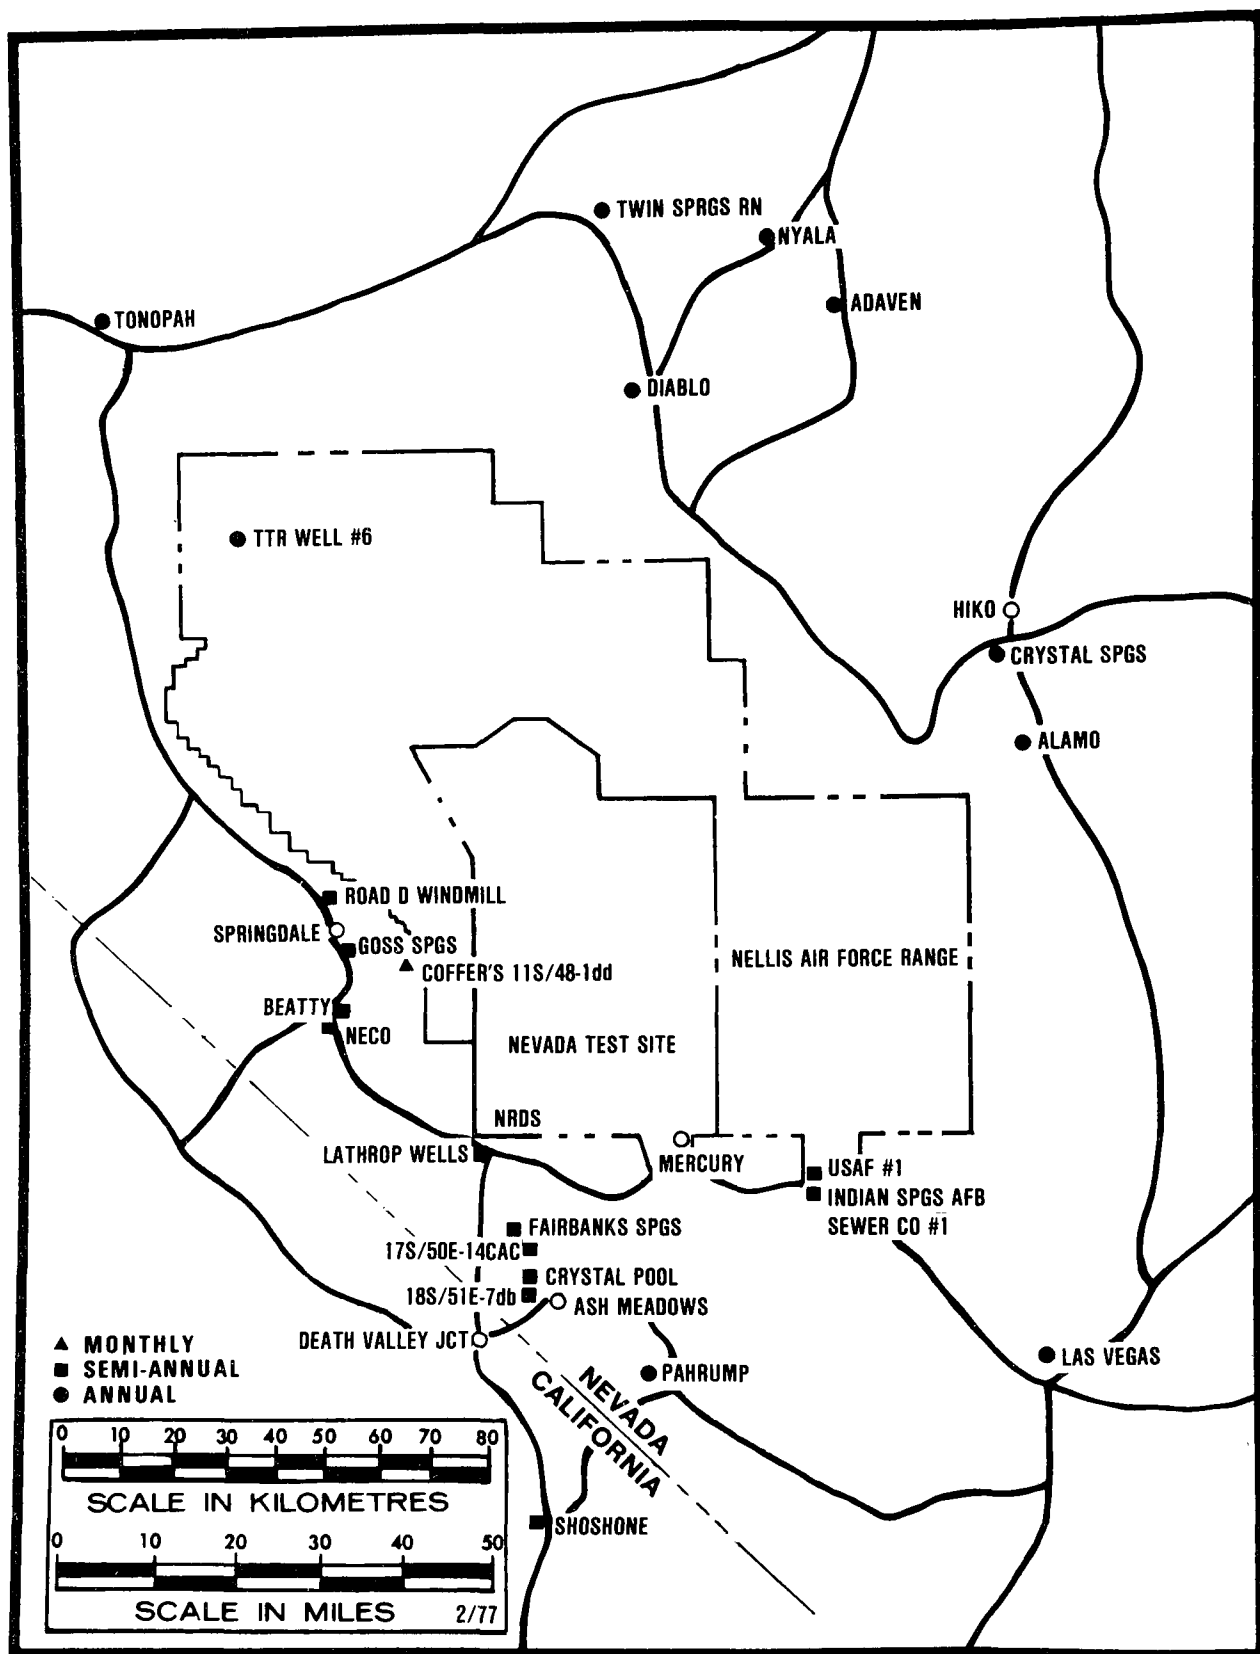 TWIN SPRGS RN
NYALA
ADAVEN
TONOPAH
DIABLO
TTR WELL #6
HIKO
CRYSTAL SPGS
ALAMO
ROAD D WINDMILL
SPRINGDALE
GOSS SPGS
COFFER'S 11S/48-1dd
NELLIS AIR FORCE RANGE
BEATTY
NECO
NEVADA TEST SITE
NRDS
LATHROP WELLS
MERCURY
USAF #1
INDIAN SPGS AFB
SEWER CO #1
FAIRBANKS SPGS
17S/50E-14CAC
CRYSTAL POOL
18S/51E-7db
ASH MEADOWS
DEATH VALLEY JCT
LAS VEGAS
PAHRUMP
NEVADA
CALIFORNIA
SHOSHONE
▲ MONTHLY
■ SEMI-ANNUAL
● ANNUAL
0 10 20 30 40 50 60 70 80
SCALE IN KILOMETRES
0 10 20 30 40 50
SCALE IN MILES 2/77